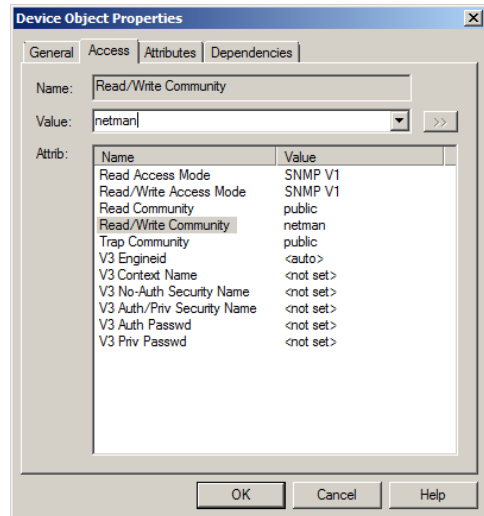 Device Object Properties
General Access Attributes Dependencies
Name: Read/Write Community
Value: netman >>
Attrib: Name Value
Read Access Mode SNMP V1
Read/Write Access Mode SNMP V1
Read Community public
Read/Write Community netman
Trap Community public
V3 Engineid <auto>
V3 Context Name <not set>
V3 No-Auth Security Name <not set>
V3 Auth/Priv Security Name <not set>
V3 Auth Passwd <not set>
V3 Priv Passwd <not set>
OK Cancel Help